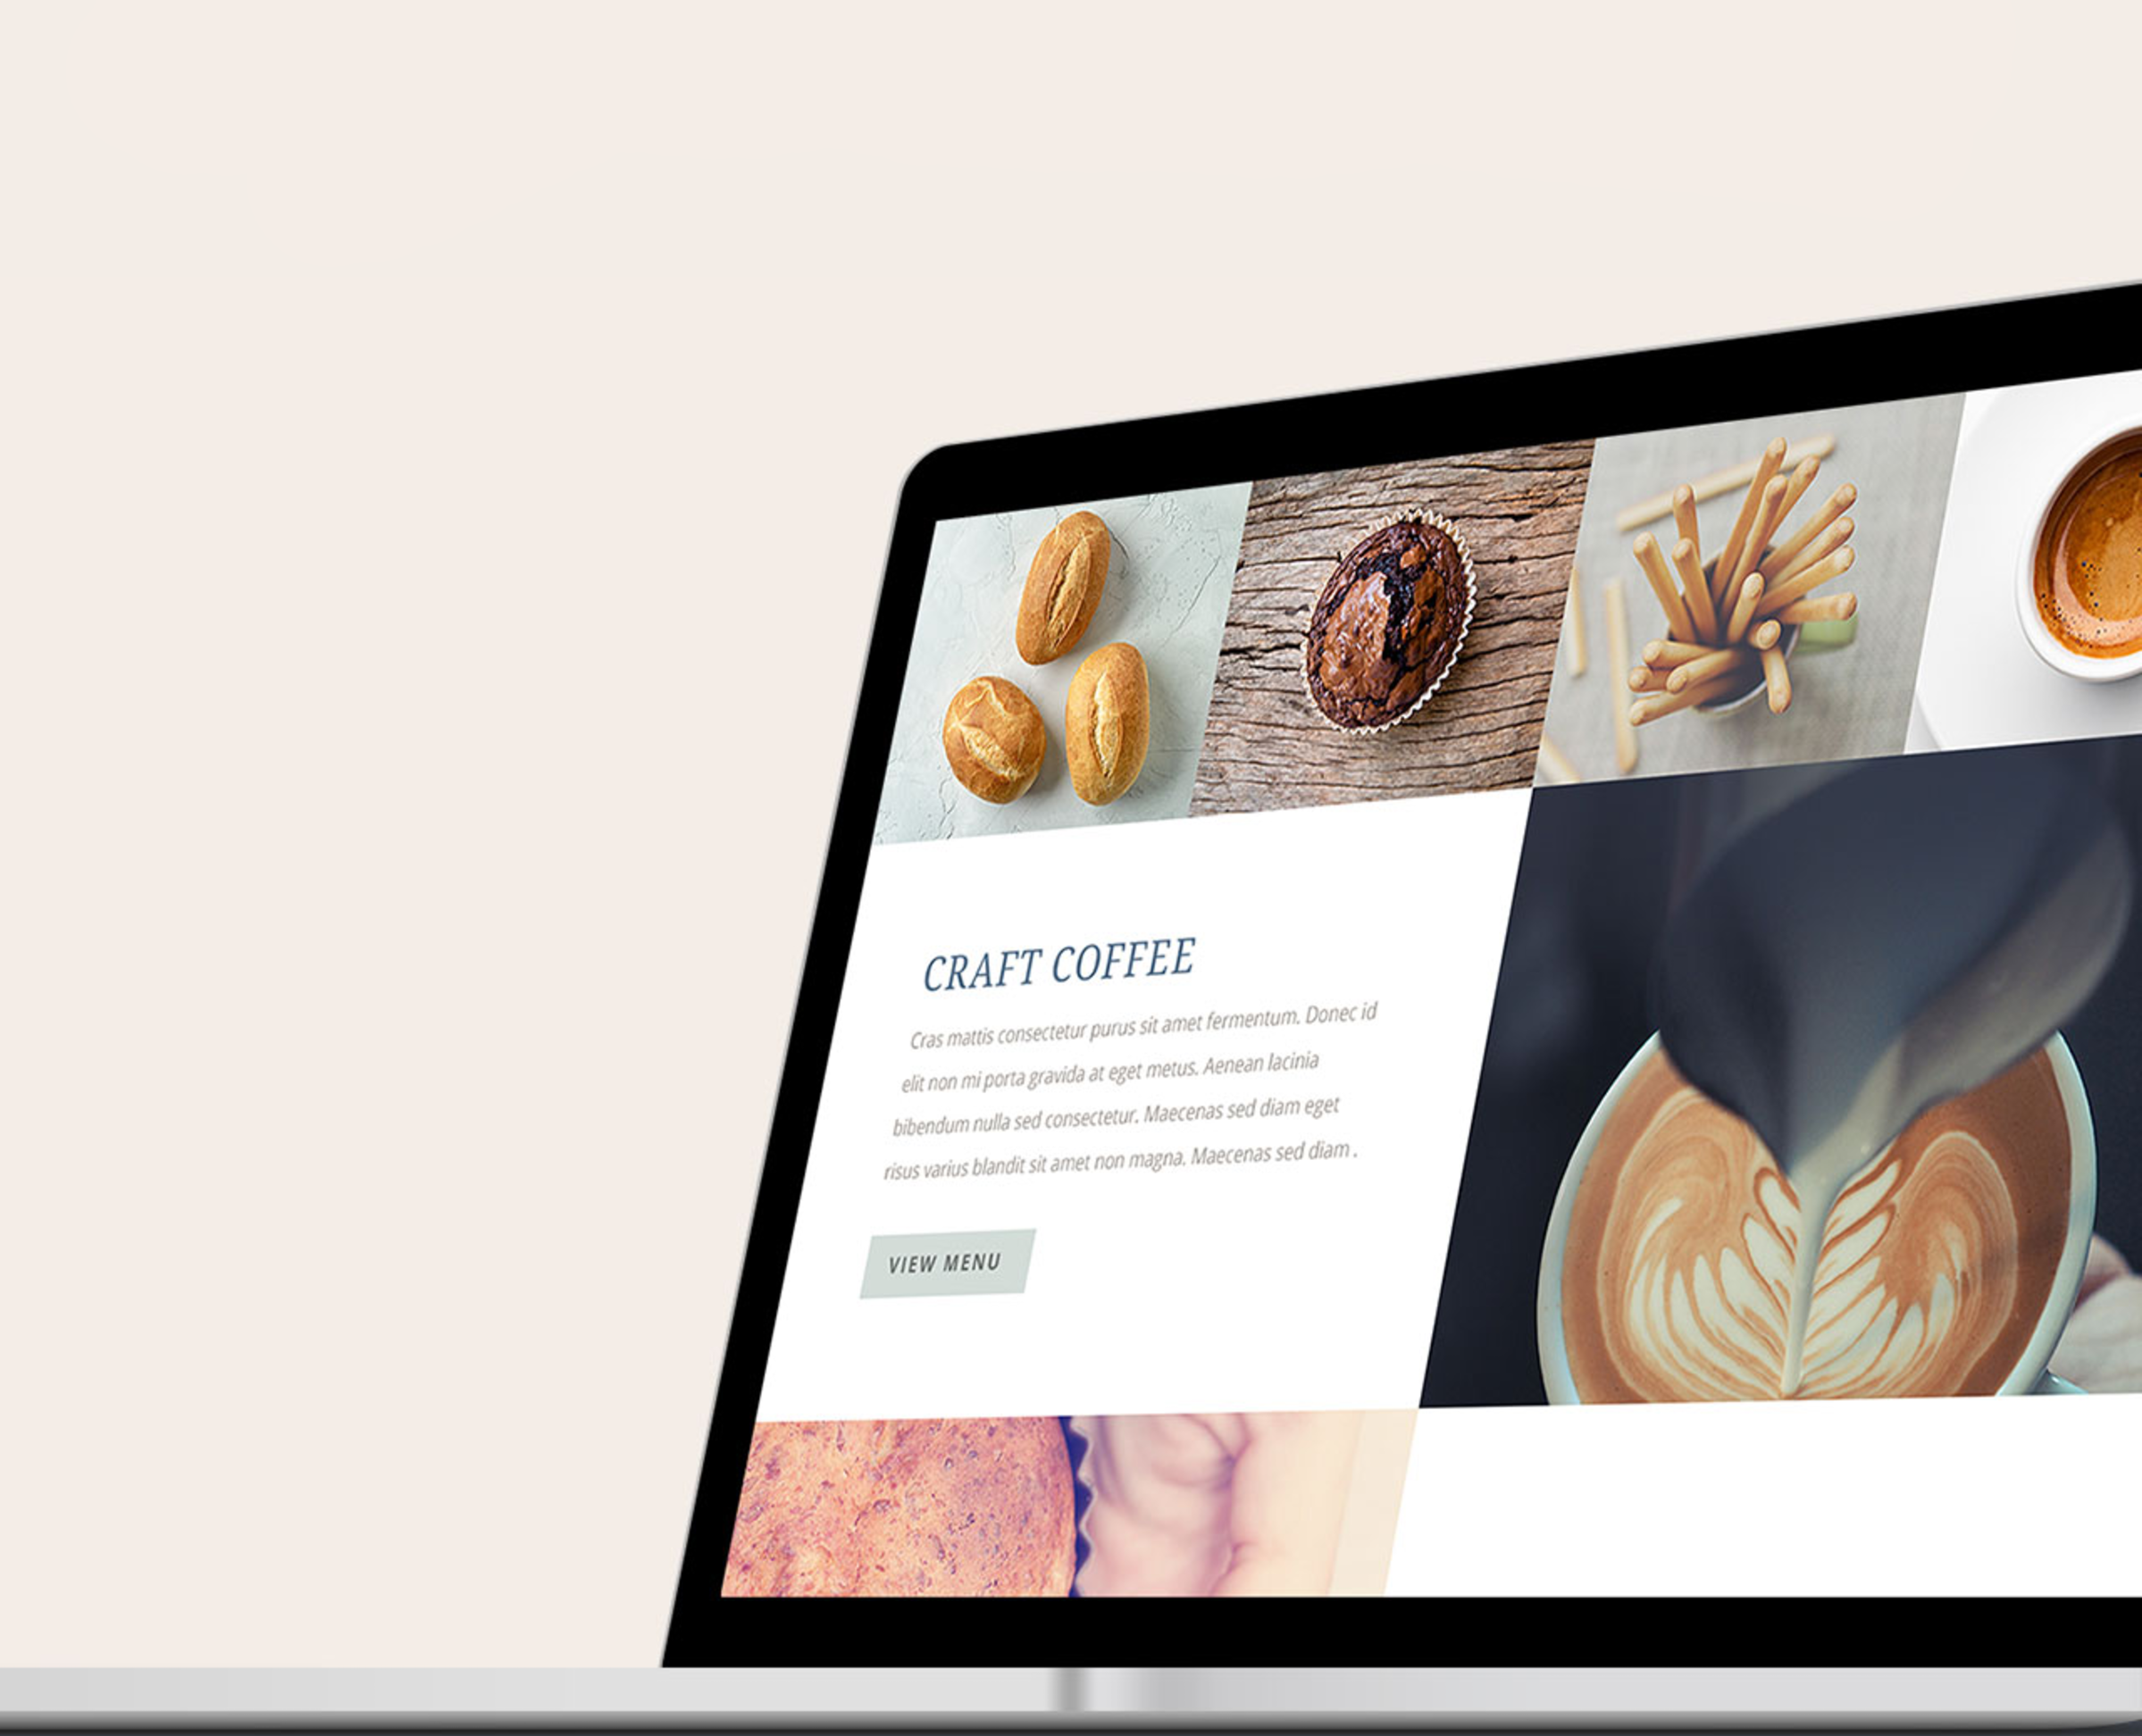 CRAFT COFFEE
Cras mattis consectetur purus sit amet fermentum. Donec id
elit non mi porta gravida at eget metus. Aenean lacinia
bibendum nulla sed consectetur. Maecenas sed diam eget
risus varius blandit sit amet non magna. Maecenas sed diam .
VIEW MENU